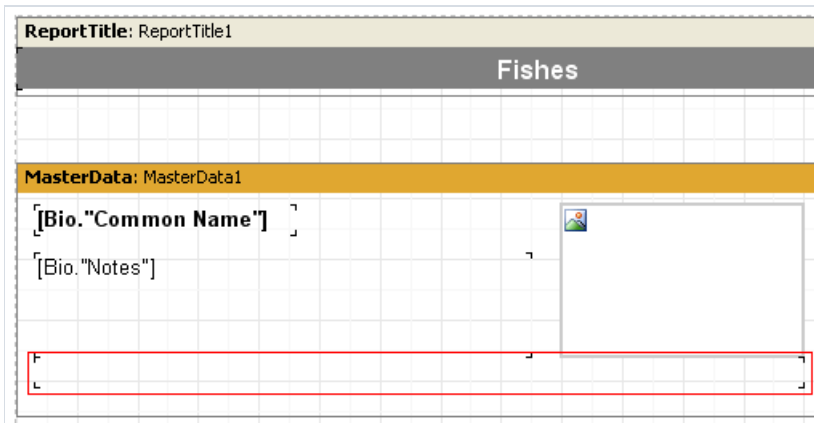 ReportTitle: ReportTitle1
Fishes
MasterData: MasterData1
[Bio."Common Name"]
[Bio."Notes"]